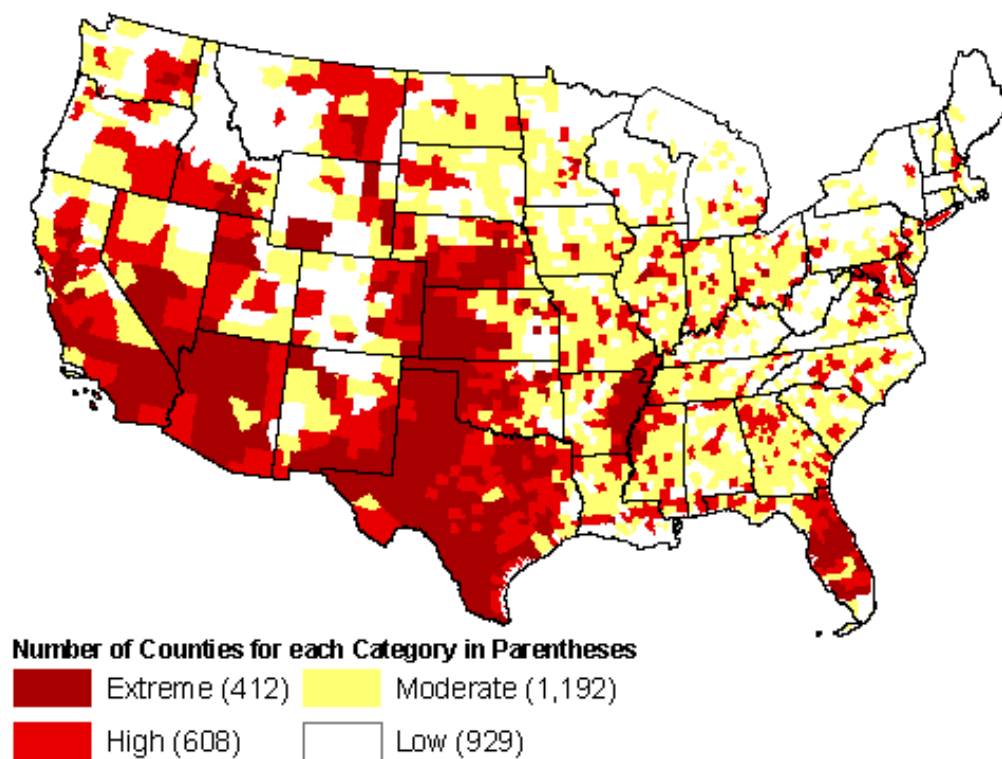 Number of Counties for each Category in Parentheses
Extreme (412) Moderate (1,192)
High (608) Low (929)